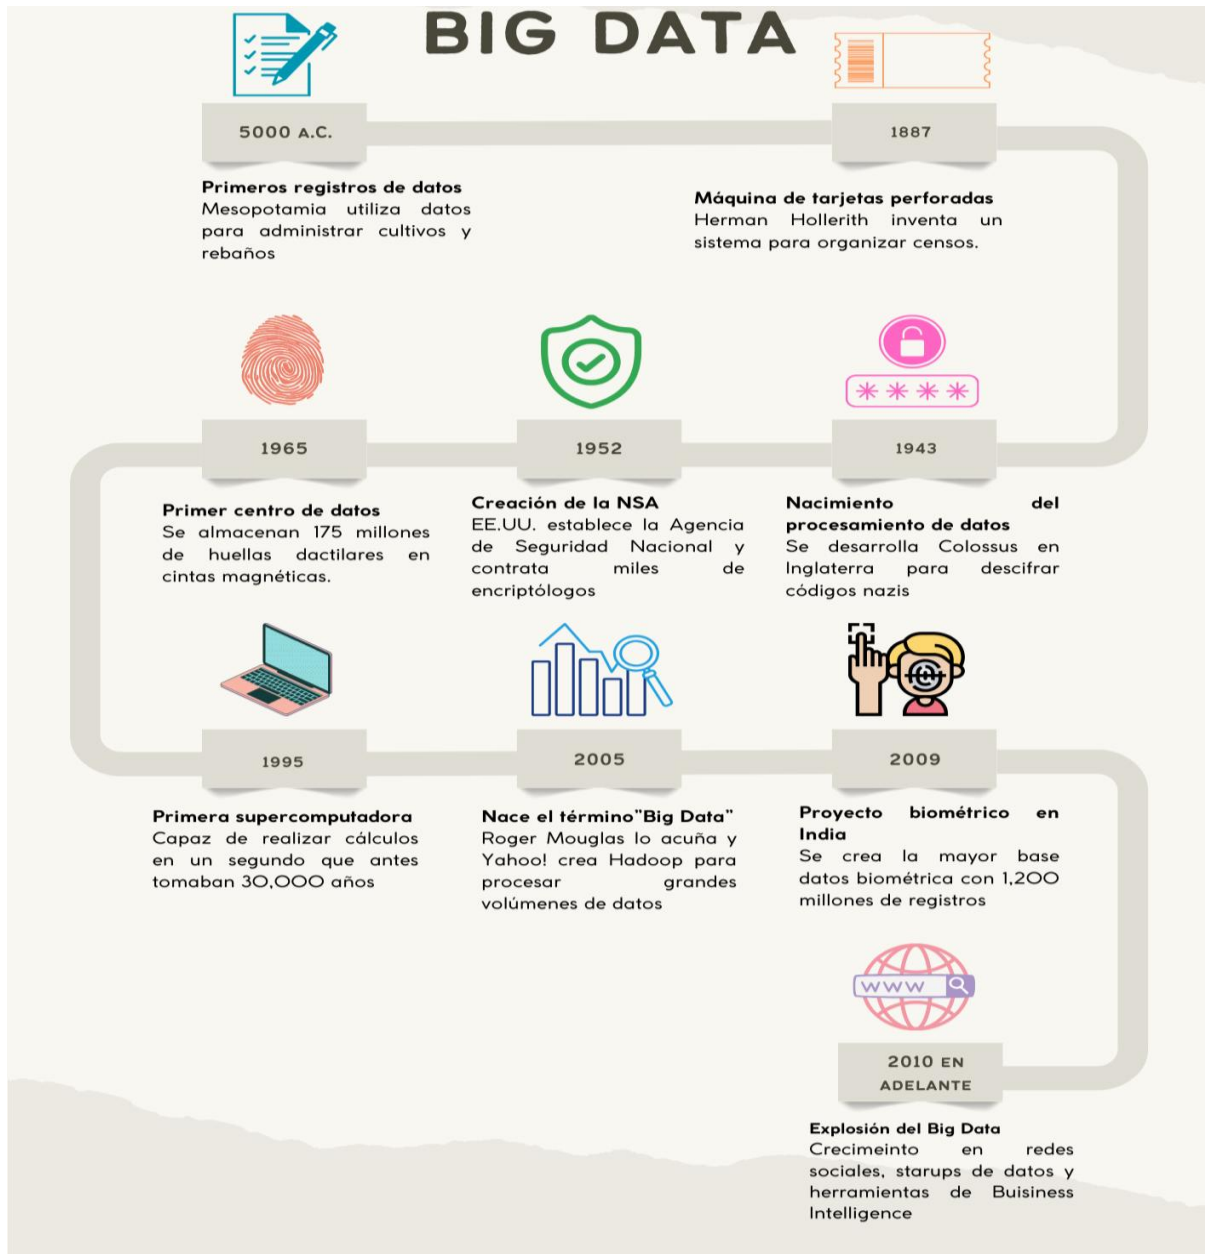 BIG DATA
5000 A.C.
Primeros registros de datos
Mesopotamia utiliza datos
para administrar cultivos y
rebaños
1887
Máquina de tarjetas perforadas
Herman Hollerith inventa un
sistema para organizar censos.
****
1943
Nacimiento del
procesamiento de datos
Se desarrolla Colossus en
Inglaterra para descifrar
códigos nazis
1952
Creación de la NSA
EE.UU. establece la Agencia
de Seguridad Nacional y
contrata miles de
encriptólogos
1965
Primer centro de datos
Se almacenan 175 millones
de huellas dactilares en
cintas magnéticas.
1995
Primera supercomputadora
Capaz de realizar cálculos
en un segundo que antes
tomaban 30,000 años
2005
Nace el término"Big Data"
Roger Mouglas lo acuña y
Yahoo! crea Hadoop para
procesar grandes
volúmenes de datos
2009
Proyecto biométrico en
India
Se crea la mayor base
datos biométrica con 1,200
millones de registros
WWW
2010 EN
ADELANTE
Explosión del Big Data
Crecimeinto en redes
sociales, starups de datos y
herramientas de Buisiness
Intelligence